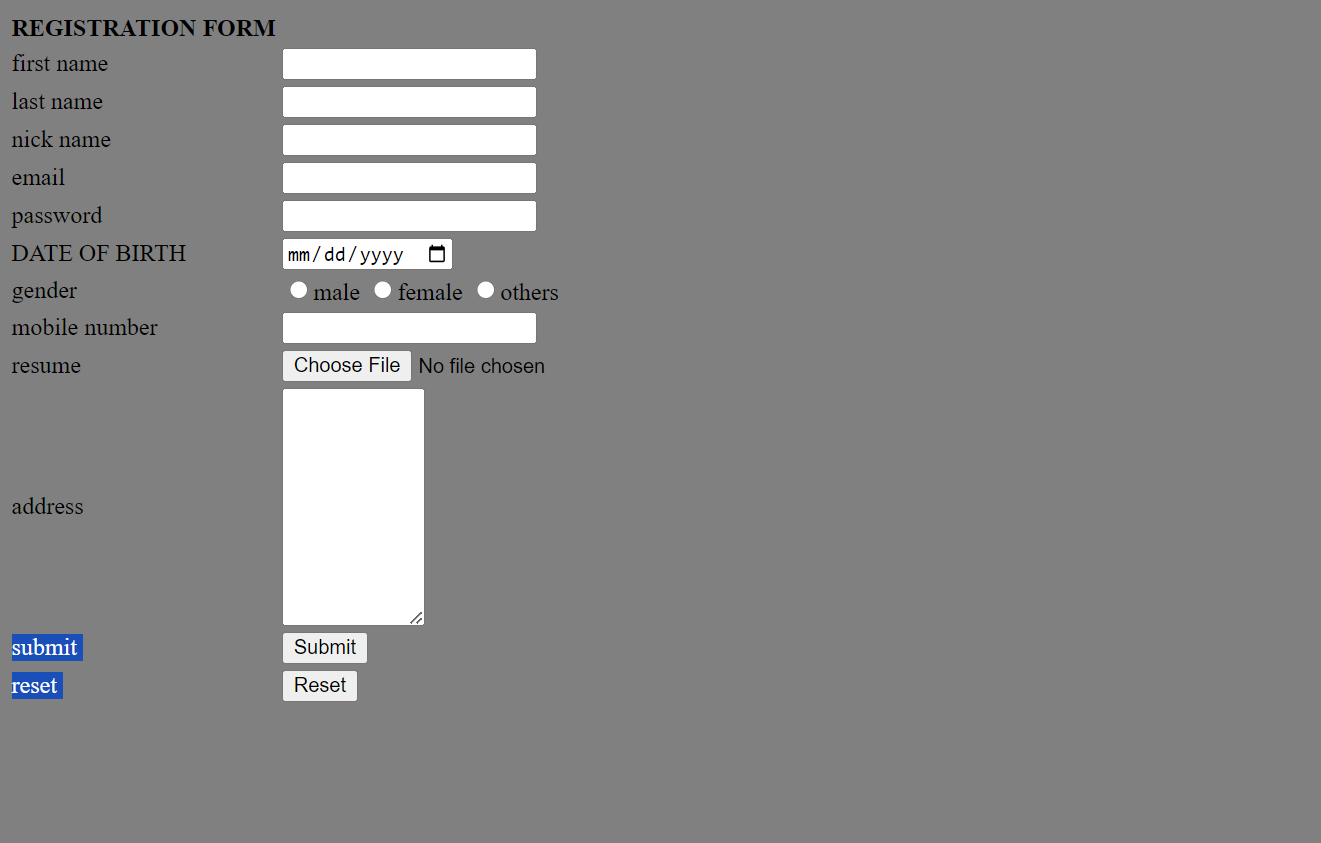 REGISTRATION FORM
first name
last name
nick name
email
password
DATE OF BIRTH mm/dd/yyyy
gender male female others
mobile number
resume Choose File No file chosen
address
submit Submit
reset Reset